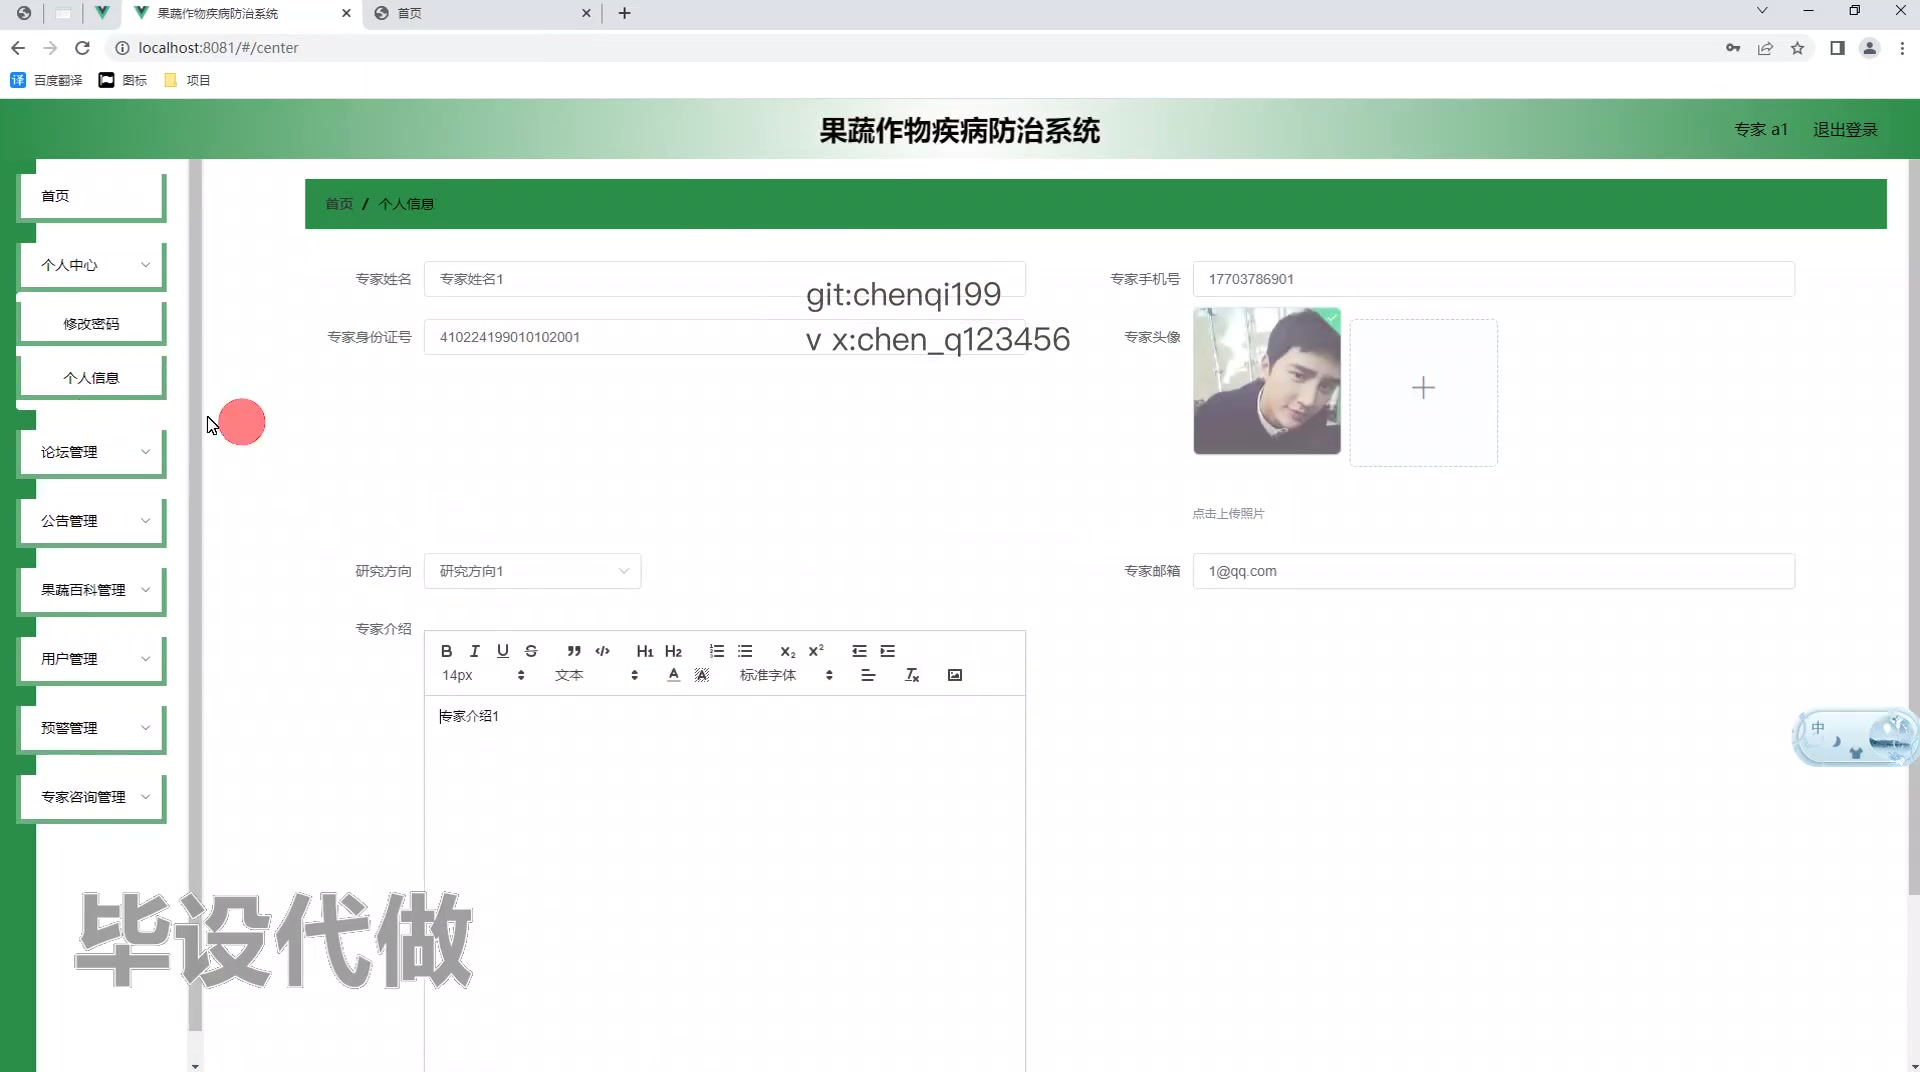 果蔬作物疾病防治系统
首页
localhost:8081/#/center
百度翻译
图标
项目
果蔬作物疾病防治系统
专家 a1
退出登录
首页
个人中心
修改密码
个人信息
论坛管理
公告管理
果蔬百科管理
用户管理
预警管理
专家咨询管理
首页 / 个人信息
专家姓名
专家姓名1
专家手机号
17703786901
git:chenqi199
v x:chen_q123456
专家身份证号
410224199010102001
专家头像
点击上传照片
研究方向
研究方向1
专家邮箱
1@qq.com
专家介绍
B I U S H1 H2 x2 x2
14px 文本 A A 标准字体 Tx
专家介绍1
中
毕设代做